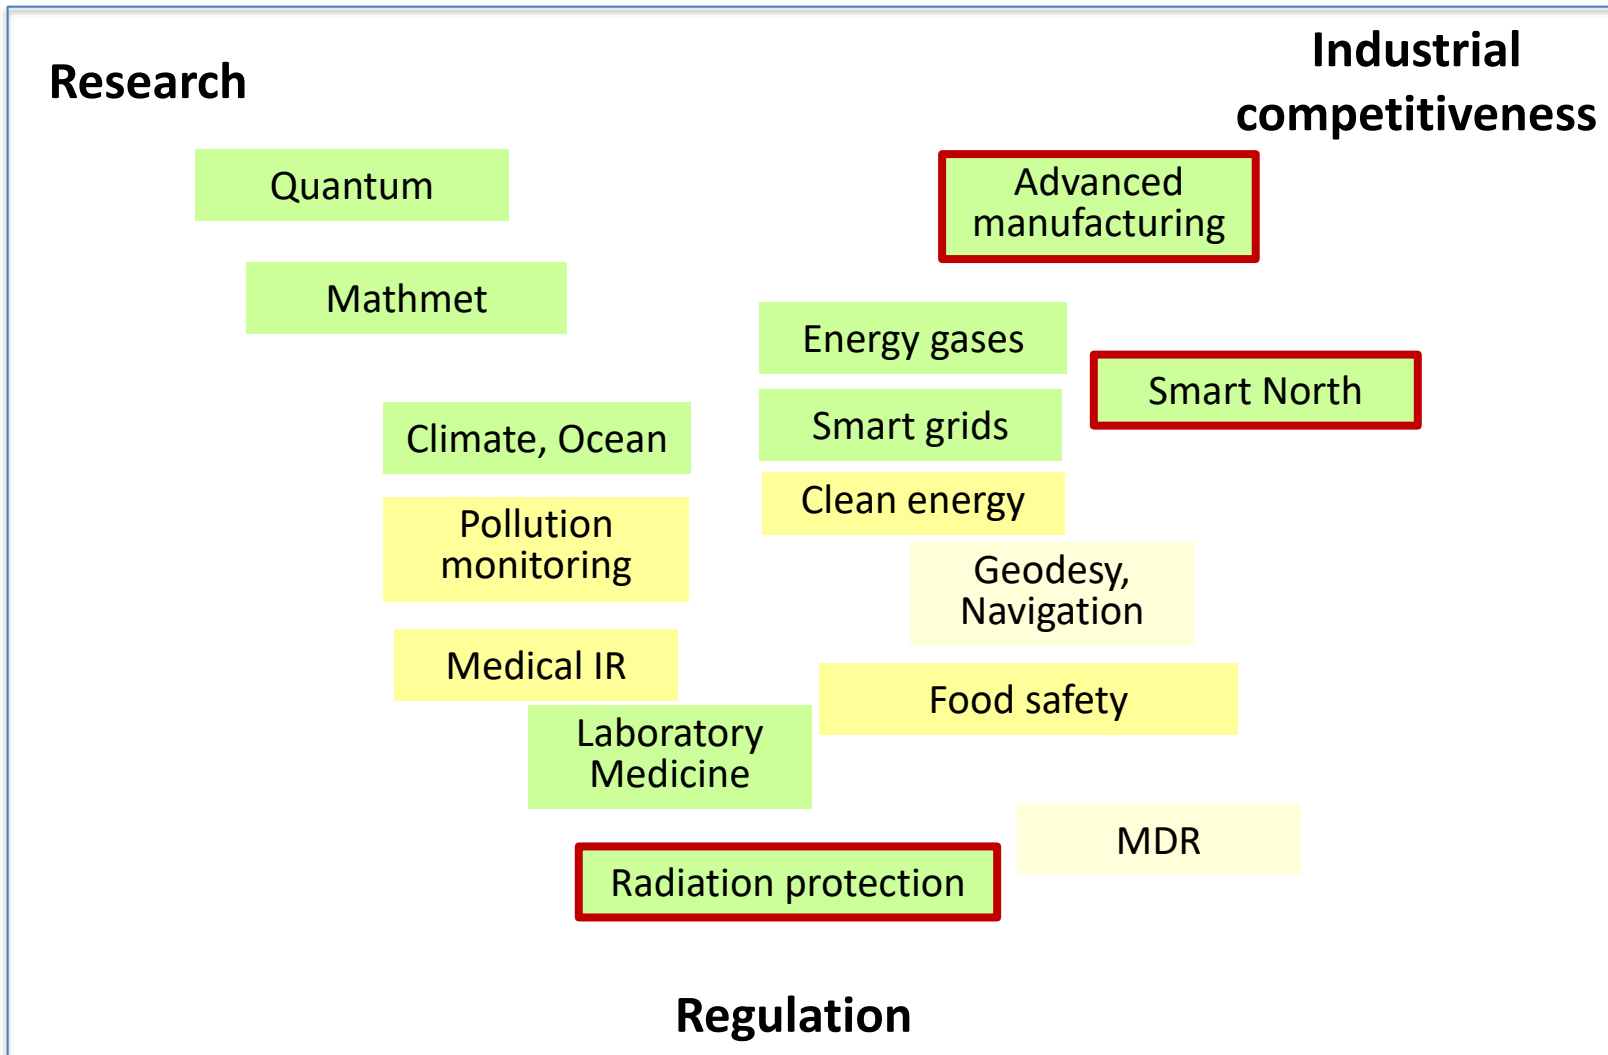 Research
Industrial
competitiveness
Quantum
Advanced
manufacturing
Mathmet
Energy gases
Smart North
Climate, Ocean
Smart grids
Clean energy
Pollution
monitoring
Geodesy,
Navigation
Medical IR
Food safety
Laboratory
Medicine
MDR
Radiation protection
Regulation